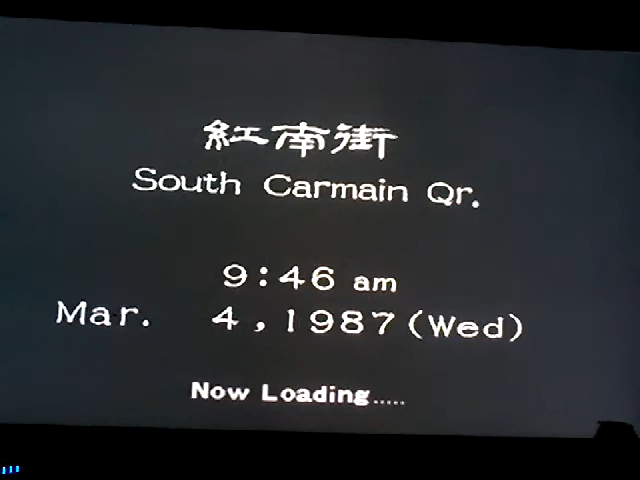 紅南街
South Carmain Qr.
9:46 am
Mar. 4,1987(Wed)
Now Loading.....